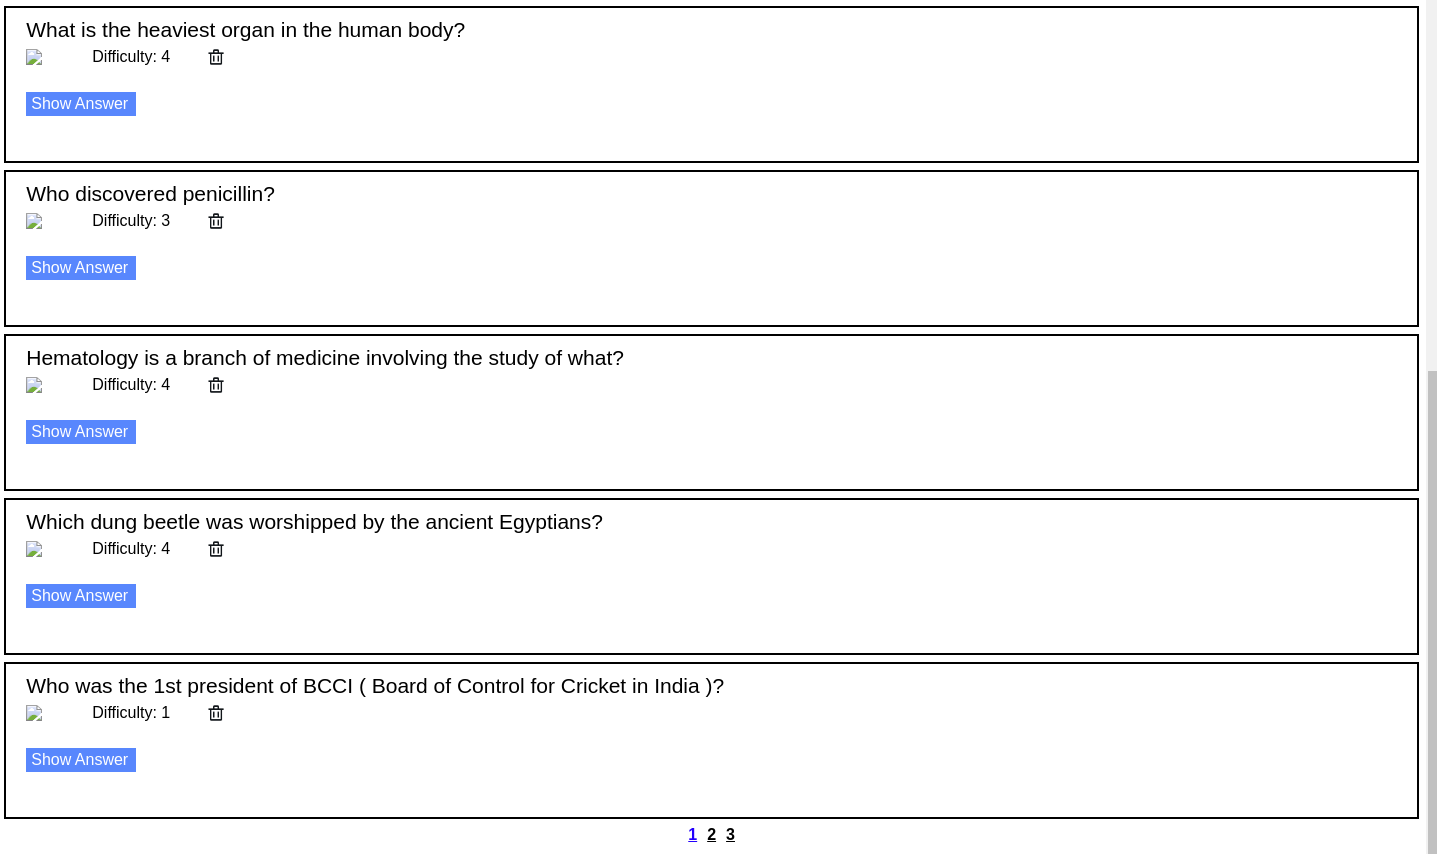 What is the heaviest organ in the human body?
Difficulty: 4
Show Answer
Who discovered penicillin?
Difficulty: 3
Show Answer
Hematology is a branch of medicine involving the study of what?
Difficulty: 4
Show Answer
Which dung beetle was worshipped by the ancient Egyptians?
Difficulty: 4
Show Answer
Who was the 1st president of BCCI ( Board of Control for Cricket in India )?
Difficulty: 1
Show Answer
1 2 3